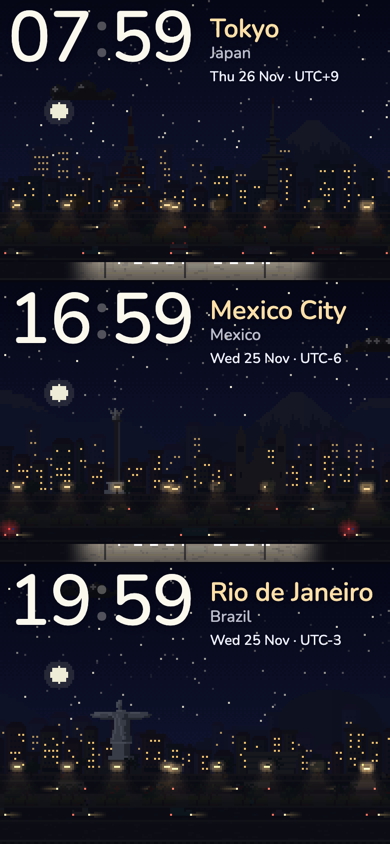 07:59
Tokyo
Japan
Thu 26 Nov · UTC+9
16:59
Mexico City
Mexico
Wed 25 Nov · UTC-6
19:59
Rio de Janeiro
Brazil
Wed 25 Nov · UTC-3